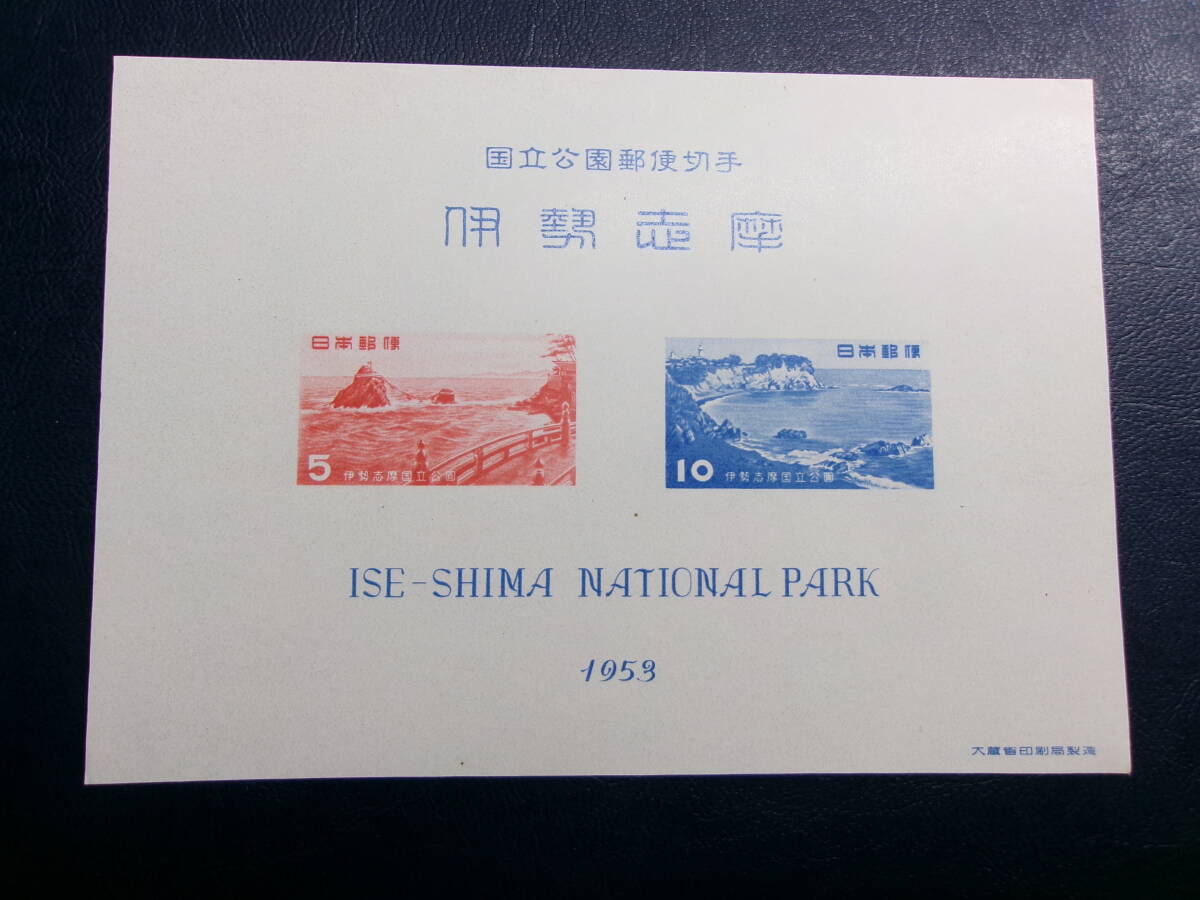 国立公園郵便切手
伊勢志摩
日本郵便
5 伊勢志摩国立公園
日本郵便
10 伊勢志摩国立公園
ISE-SHIMA NATIONAL PARK
1953
大蔵省印刷局製造